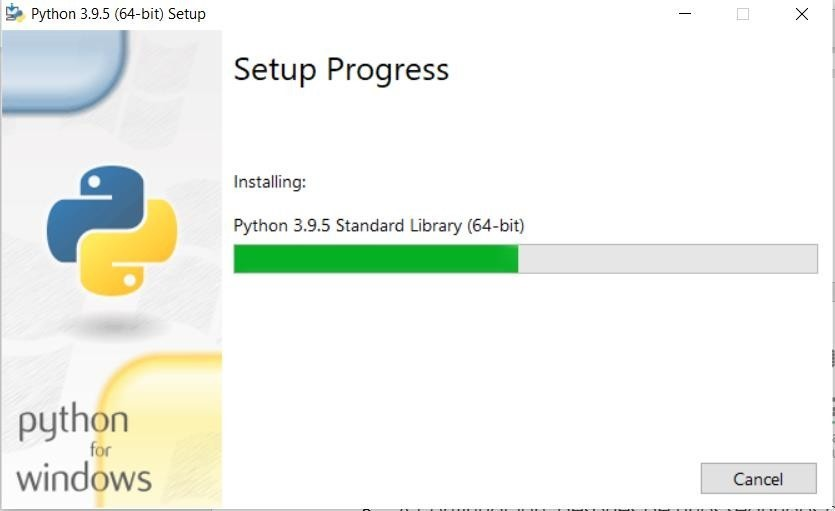 Python 3.9.5 (64-bit) Setup
Setup Progress
Installing:
Python 3.9.5 Standard Library (64-bit)
python
for
windows
Cancel